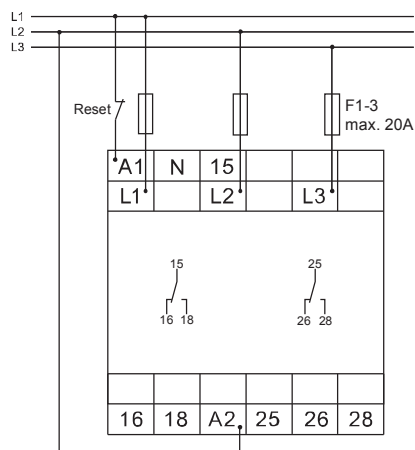 L1
L2
L3
Reset
F1-3
max. 20A
A1 N 15
L1 L2 L3
15
16 18
25
26 28
16 18 A2 25 26 28